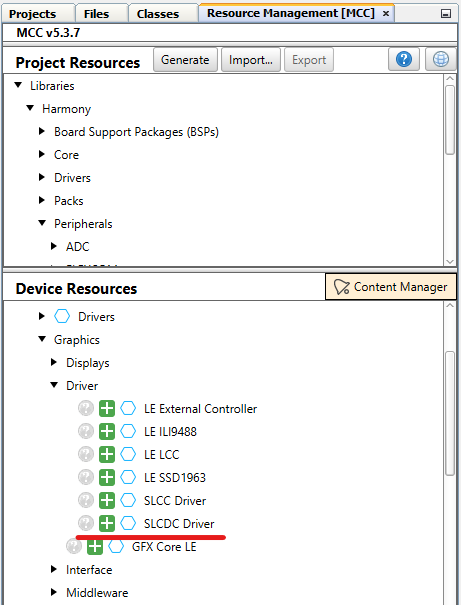 Projects Files Classes Resource Management [MCC] ×
MCC v5.3.7
Project Resources Generate Import... Export ?
Libraries
Harmony
Board Support Packages (BSPs)
Core
Drivers
Packs
Peripherals
ADC
Device Resources Content Manager
Drivers
Graphics
Displays
Driver
? LE External Controller
? LE ILI9488
? LE LCC
? LE SSD1963
? SLCC Driver
? SLCDC Driver
? GFX Core LE
Interface
Middleware